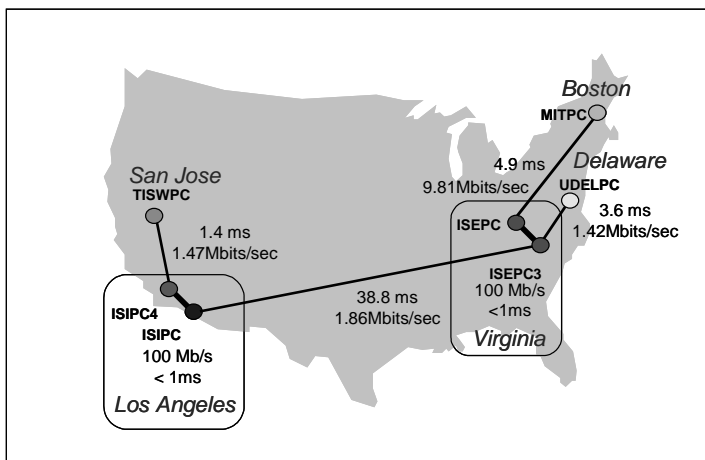 Boston
MITPC
4.9 ms
9.81Mbits/sec
Delaware
UDELPC
3.6 ms
1.42Mbits/sec
San Jose
TISWPC
1.4 ms
1.47Mbits/sec
ISEPC
ISEPC3
100 Mb/s
<1ms
Virginia
38.8 ms
1.86Mbits/sec
ISIPC4
ISIPC
100 Mb/s
< 1ms
Los Angeles